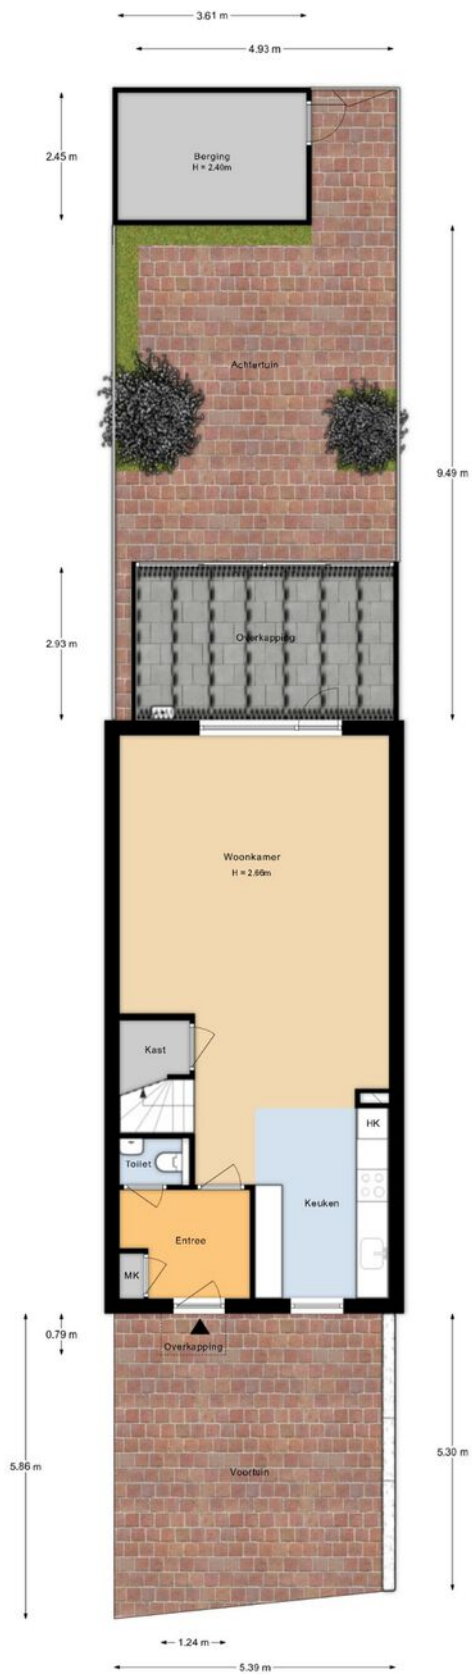 3.61 m
4.93 m
2.45 m
Berging
H = 2.40m
Achtertuin
9.49 m
2.93 m
Overkapping
Woonkamer
H = 2.66m
Kast
HK
Toilet
Keuken
Entree
MK
0.79 m
Overkapping
5.86 m
5.30 m
Voortuin
1.24 m
5.39 m